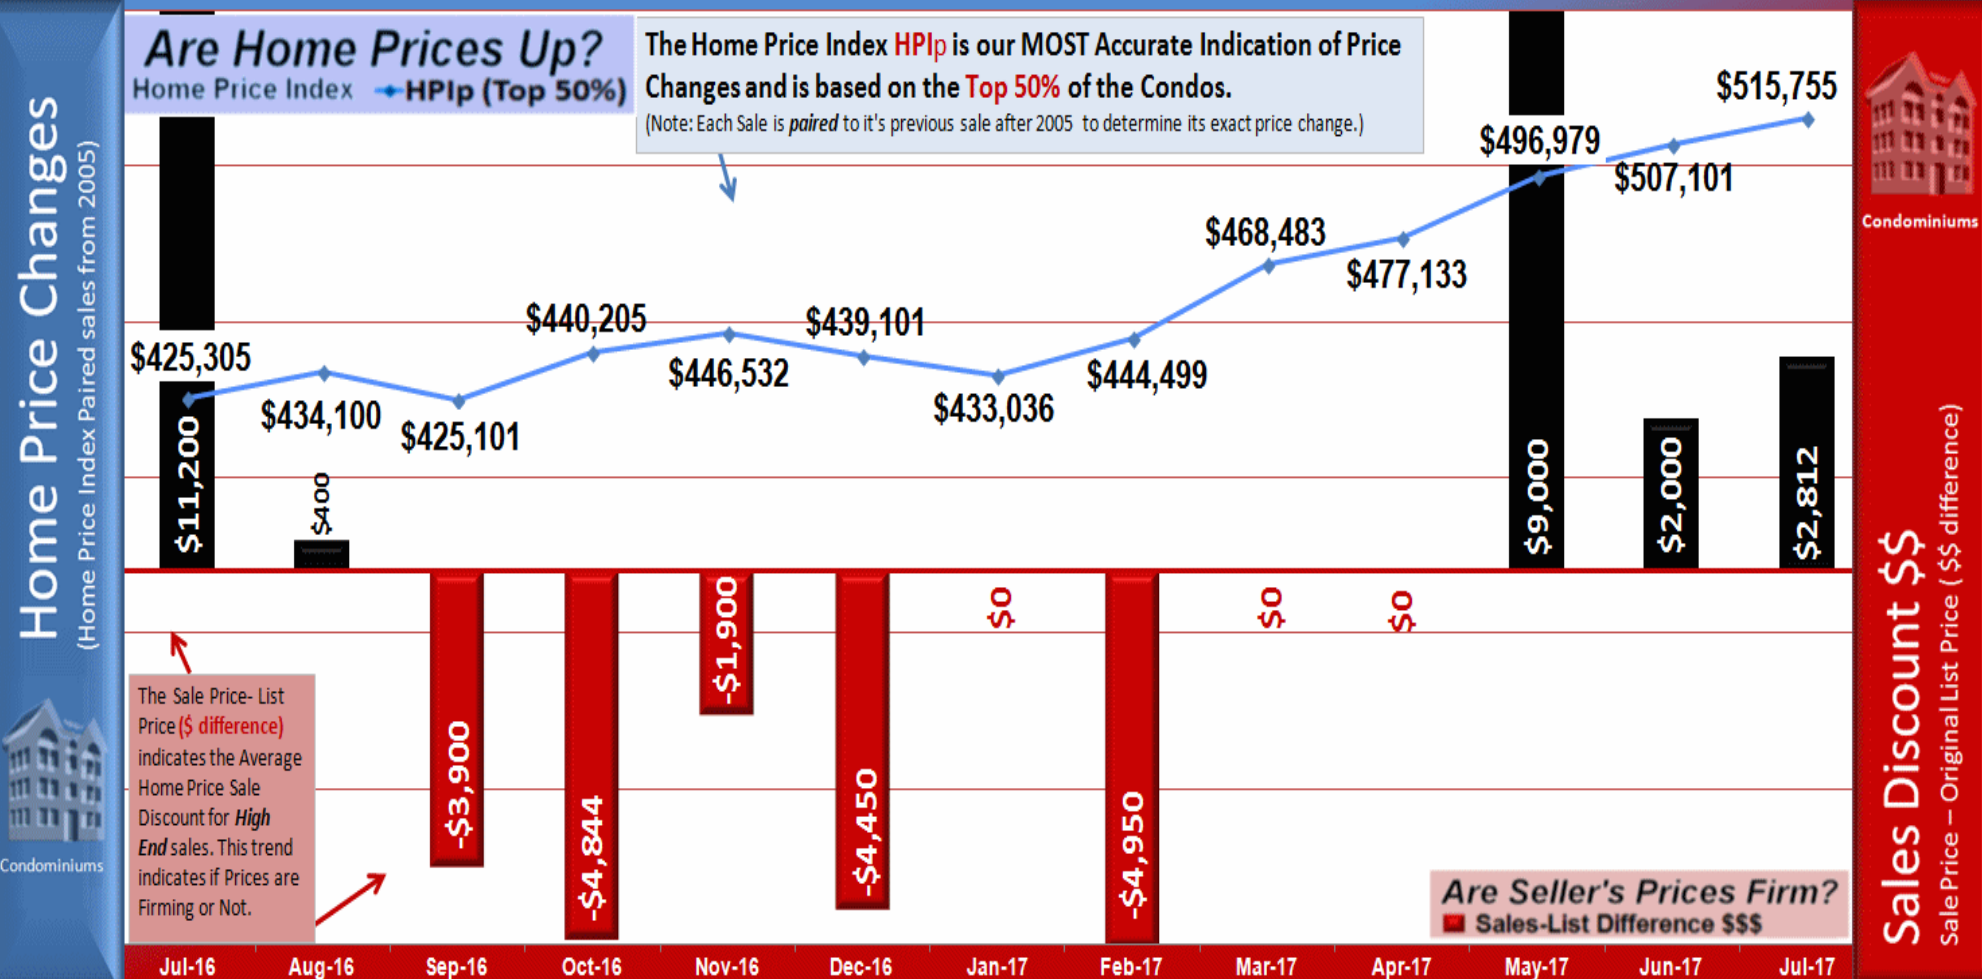 Home Price Changes
(Home Price Index Paired sales from 2005)
Condominiums
Are Home Prices Up?
Home Price Index HPIp (Top 50%)
The Home Price Index HPIp is our MOST Accurate Indication of Price
Changes and is based on the Top 50% of the Condos.
(Note: Each Sale is paired to it's previous sale after 2005 to determine its exact price change.)
$425,305
$434,100
$425,101
$440,205
$446,532
$439,101
$433,036
$444,499
$468,483
$477,133
$496,979
$507,101
$515,755
$11,200
$400
-$3,900
-$4,844
-$1,900
-$4,450
$0
-$4,950
$0
$0
$9,000
$2,000
$2,812
The Sale Price- List
Price ($ difference)
indicates the Average
Home Price Sale
Discount for High
End sales. This trend
indicates if Prices are
Firming or Not.
Are Seller's Prices Firm?
Sales-List Difference $$$
Jul-16 Aug-16 Sep-16 Oct-16 Nov-16 Dec-16 Jan-17 Feb-17 Mar-17 Apr-17 May-17 Jun-17 Jul-17
Condominiums
Sales Discount $$
Sale Price – Original List Price ( $$ difference)